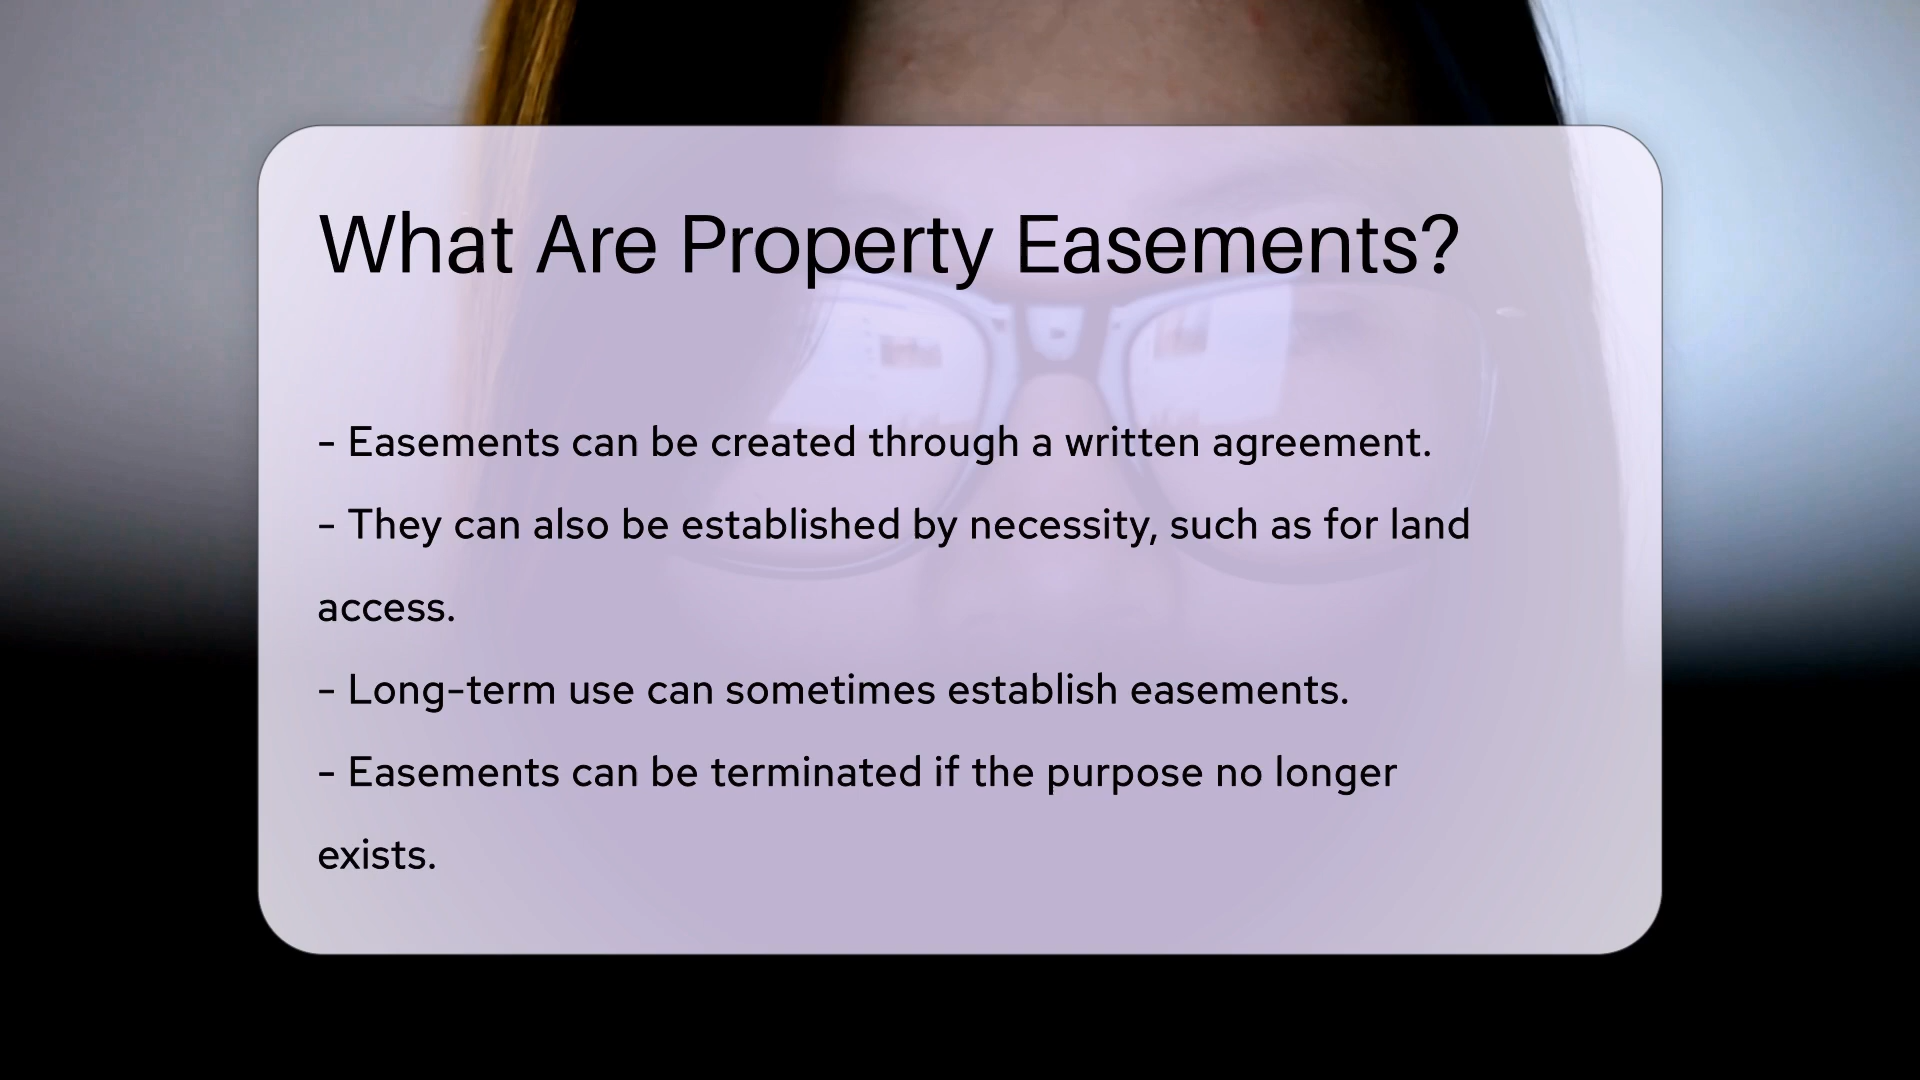 What Are Property Easements?
- Easements can be created through a written agreement.
- They can also be established by necessity, such as for land
access.
- Long-term use can sometimes establish easements.
- Easements can be terminated if the purpose no longer
exists.